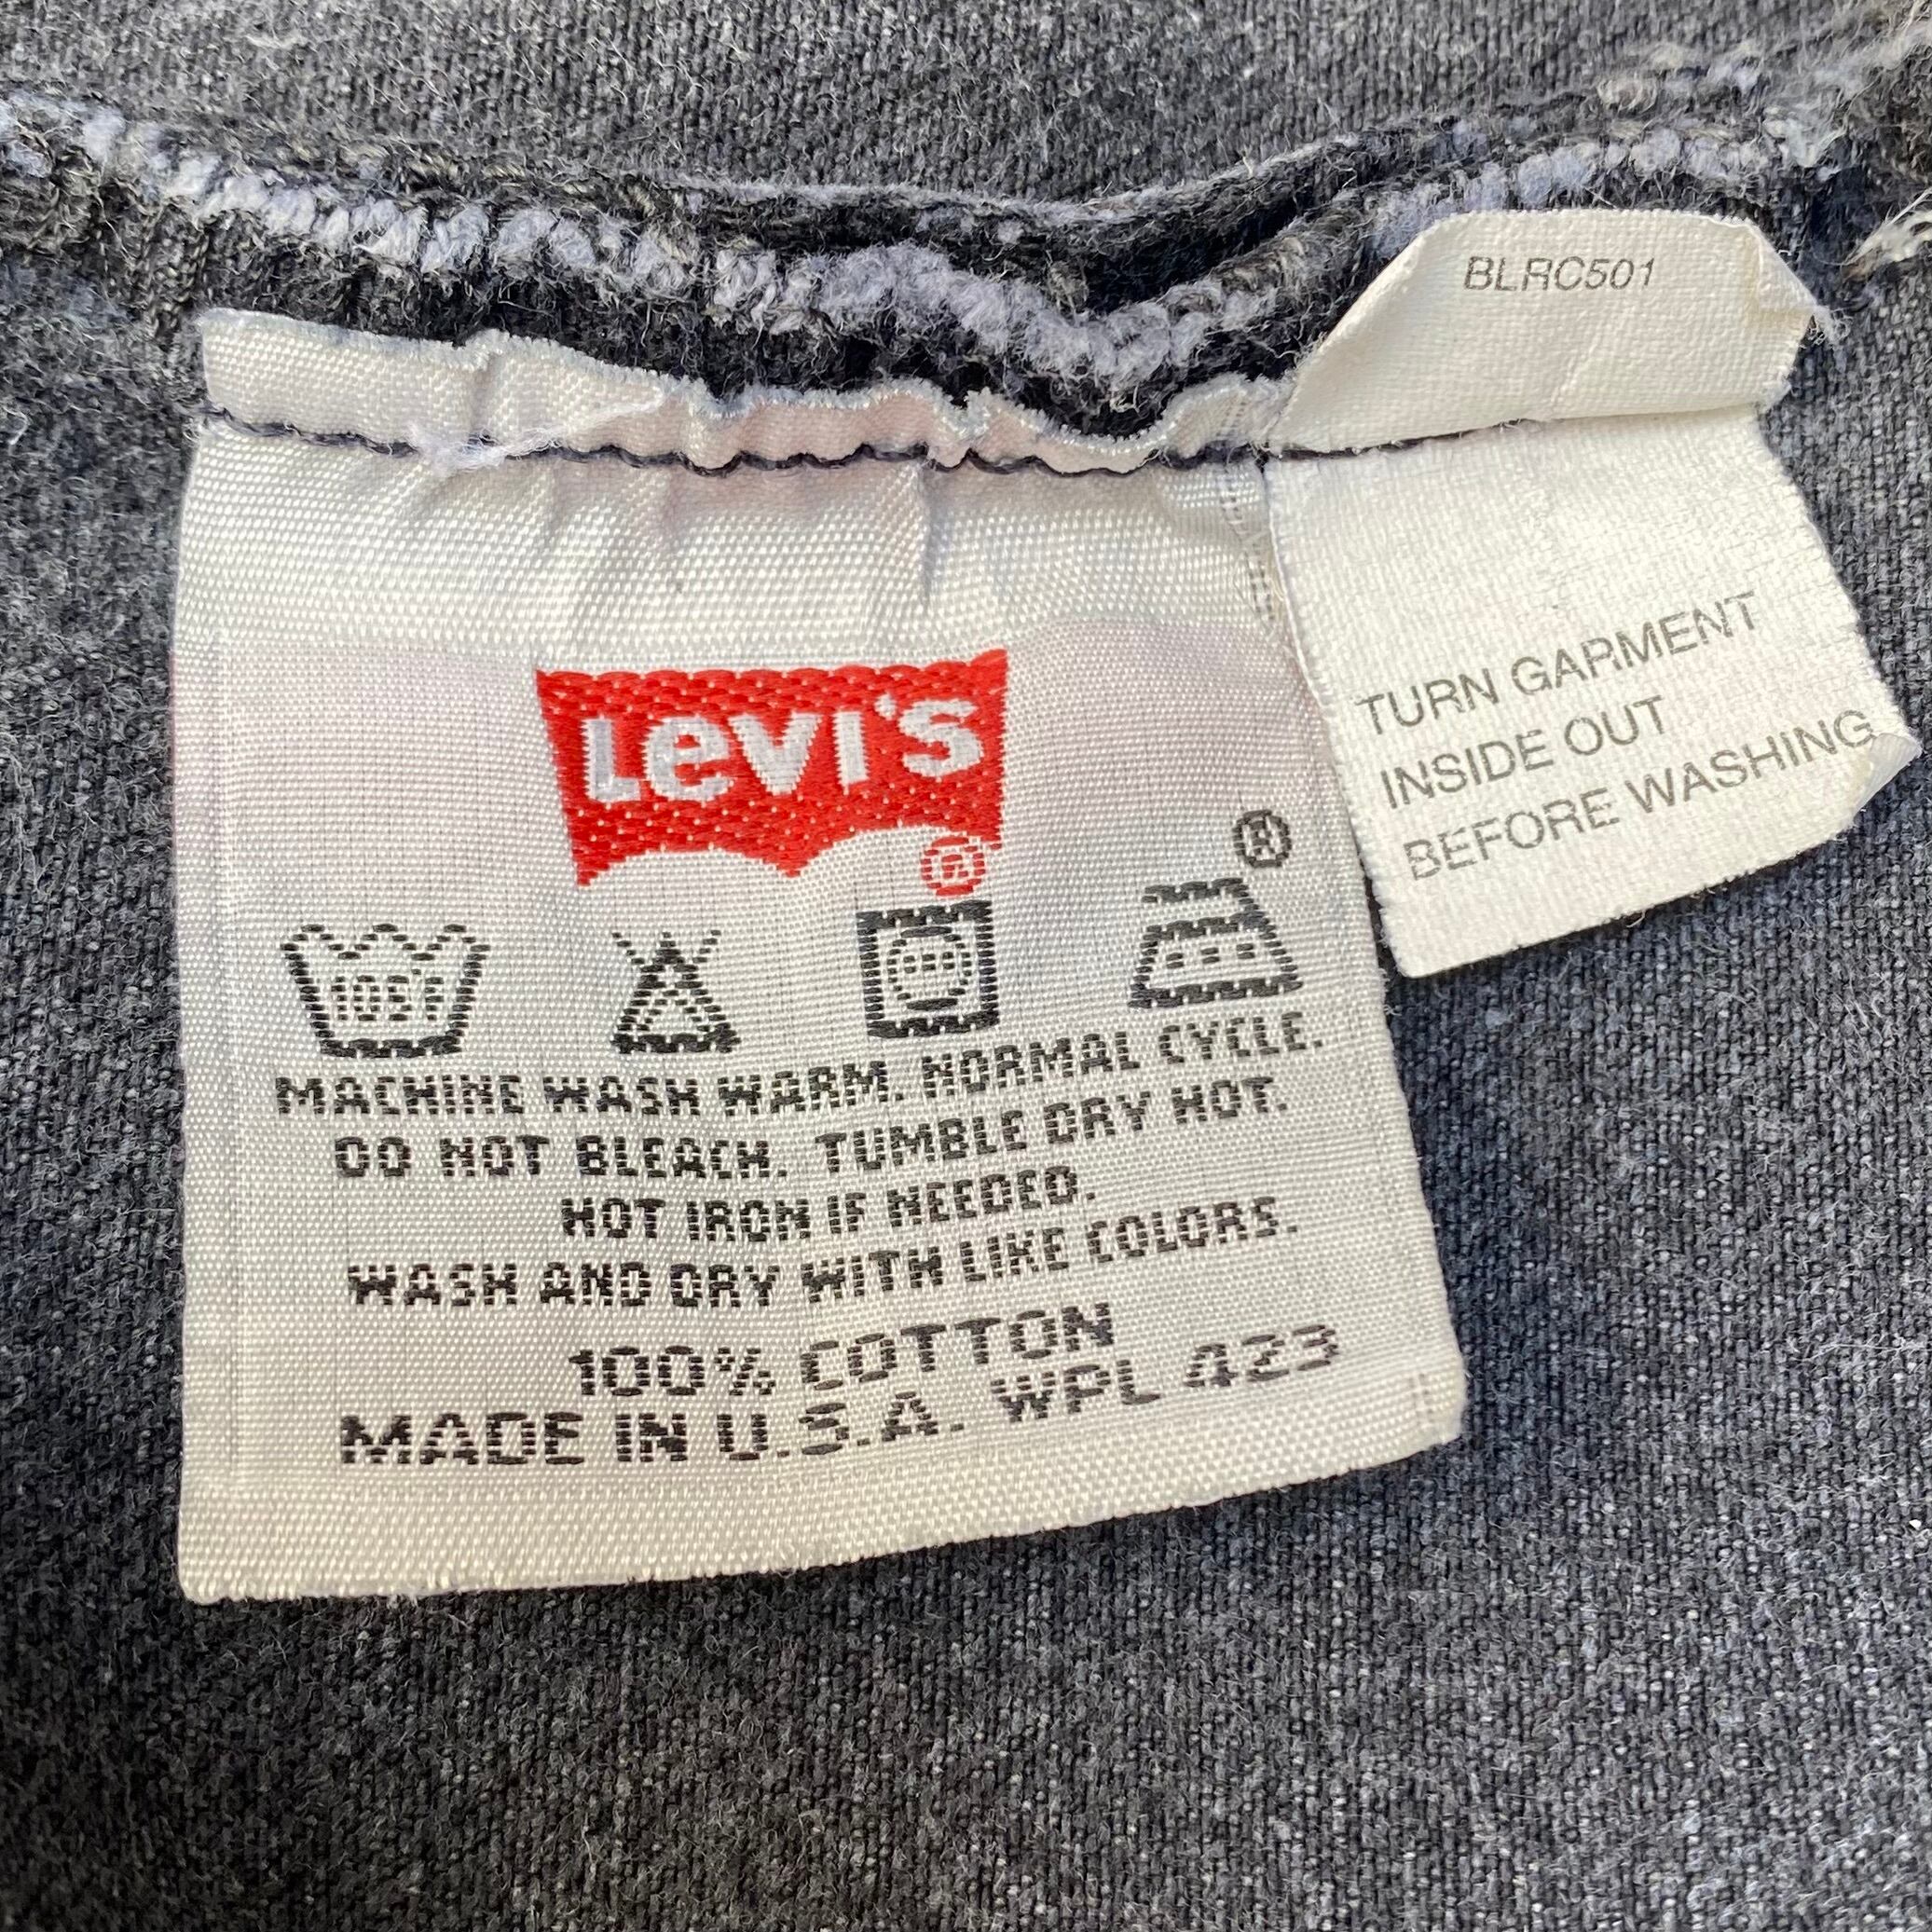 BLRC501
TURN GARMENT
INSIDE OUT
BEFORE WASHING
LEVI'S
®
®
105°F
MACHINE WASH WARM. NORMAL CYCLE.
DO NOT BLEACH. TUMBLE DRY HOT.
HOT IRON IF NEEDED.
WASH AND DRY WITH LIKE COLORS.
100% COTTON
MADE IN U.S.A. WPL 423